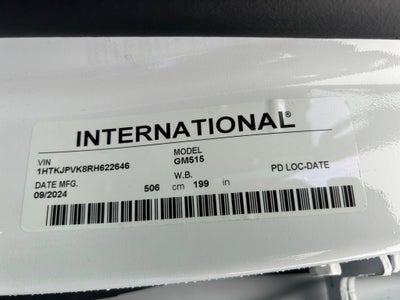 INTERNATIONAL®
VIN MODEL
1HTKJPVK8RH622646 GM515
DATE MFG. W.B. PD LOC-DATE
09/2024 506 cm 199 in